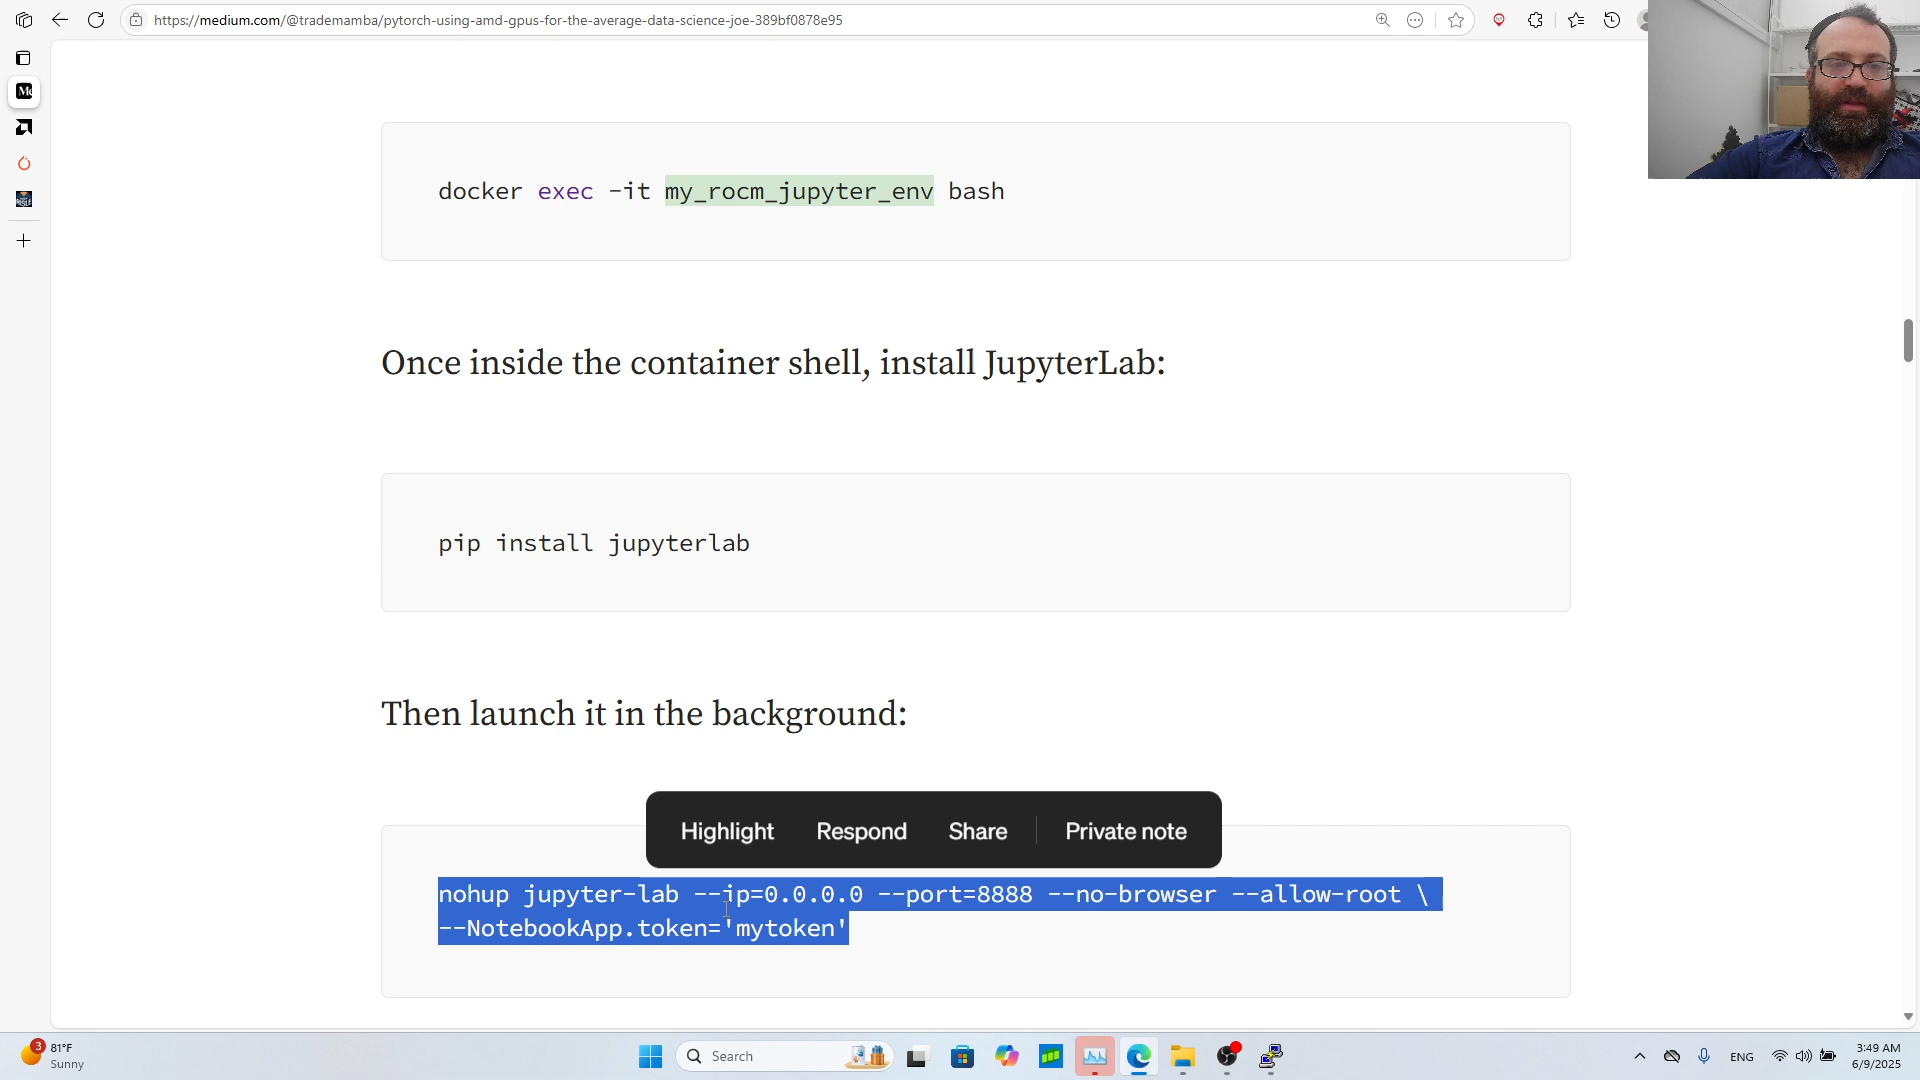 https://medium.com/@trademamba/pytorch-using-amd-gpus-for-the-average-data-science-joe-389bf0878e95
docker exec -it my_rocm_jupyter_env bash
Once inside the container shell, install JupyterLab:
pip install jupyterlab
Then launch it in the background:
Highlight Respond Share Private note
nohup jupyter-lab --ip=0.0.0.0 --port=8888 --no-browser --allow-root \
--NotebookApp.token='mytoken'
3
81°F
Sunny
Search
ENG
3:49 AM
6/9/2025